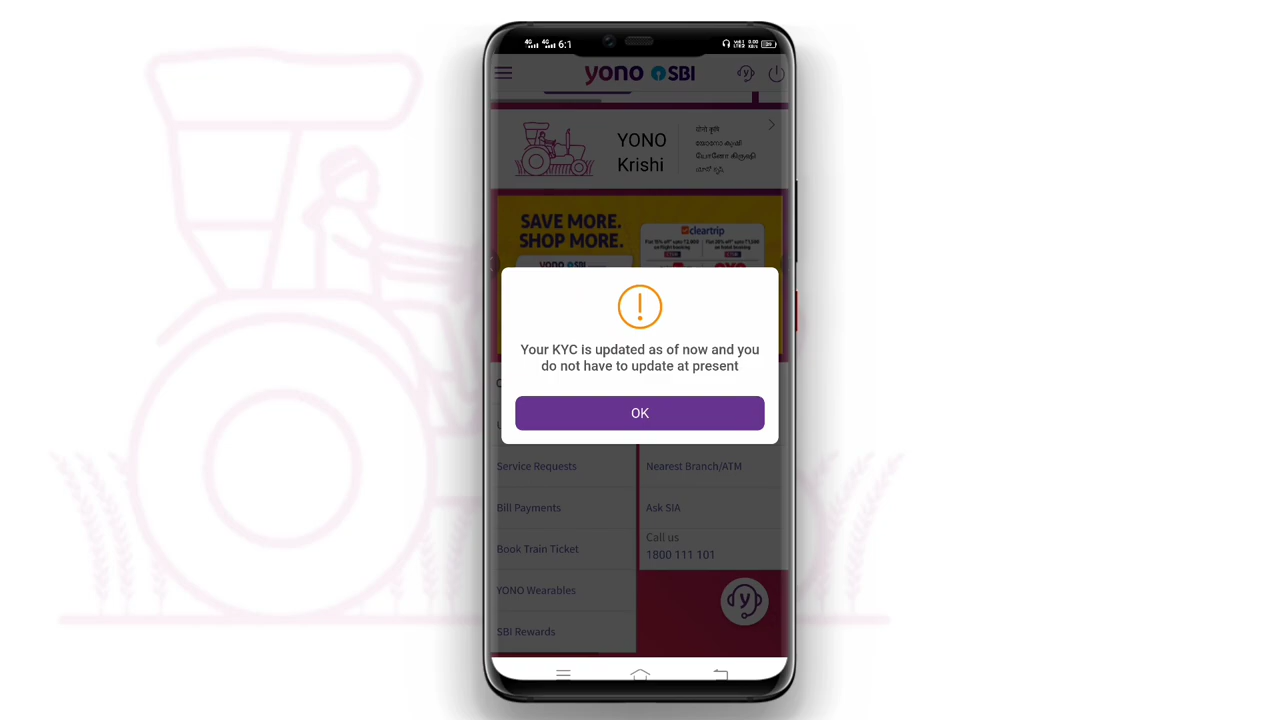 6:1
yono SBI
YONO
Krishi
योनो कृषि
యోనో కృషి
யோனோ கிருஷி
ಯೋನೋ ಕೃಷಿ
SAVE MORE.
SHOP MORE.
cleartrip
Your KYC is updated as of now and you
do not have to update at present
OK
Service Requests
Nearest Branch/ATM
Bill Payments
Ask SIA
Call us
1800 111 101
Book Train Ticket
YONO Wearables
SBI Rewards